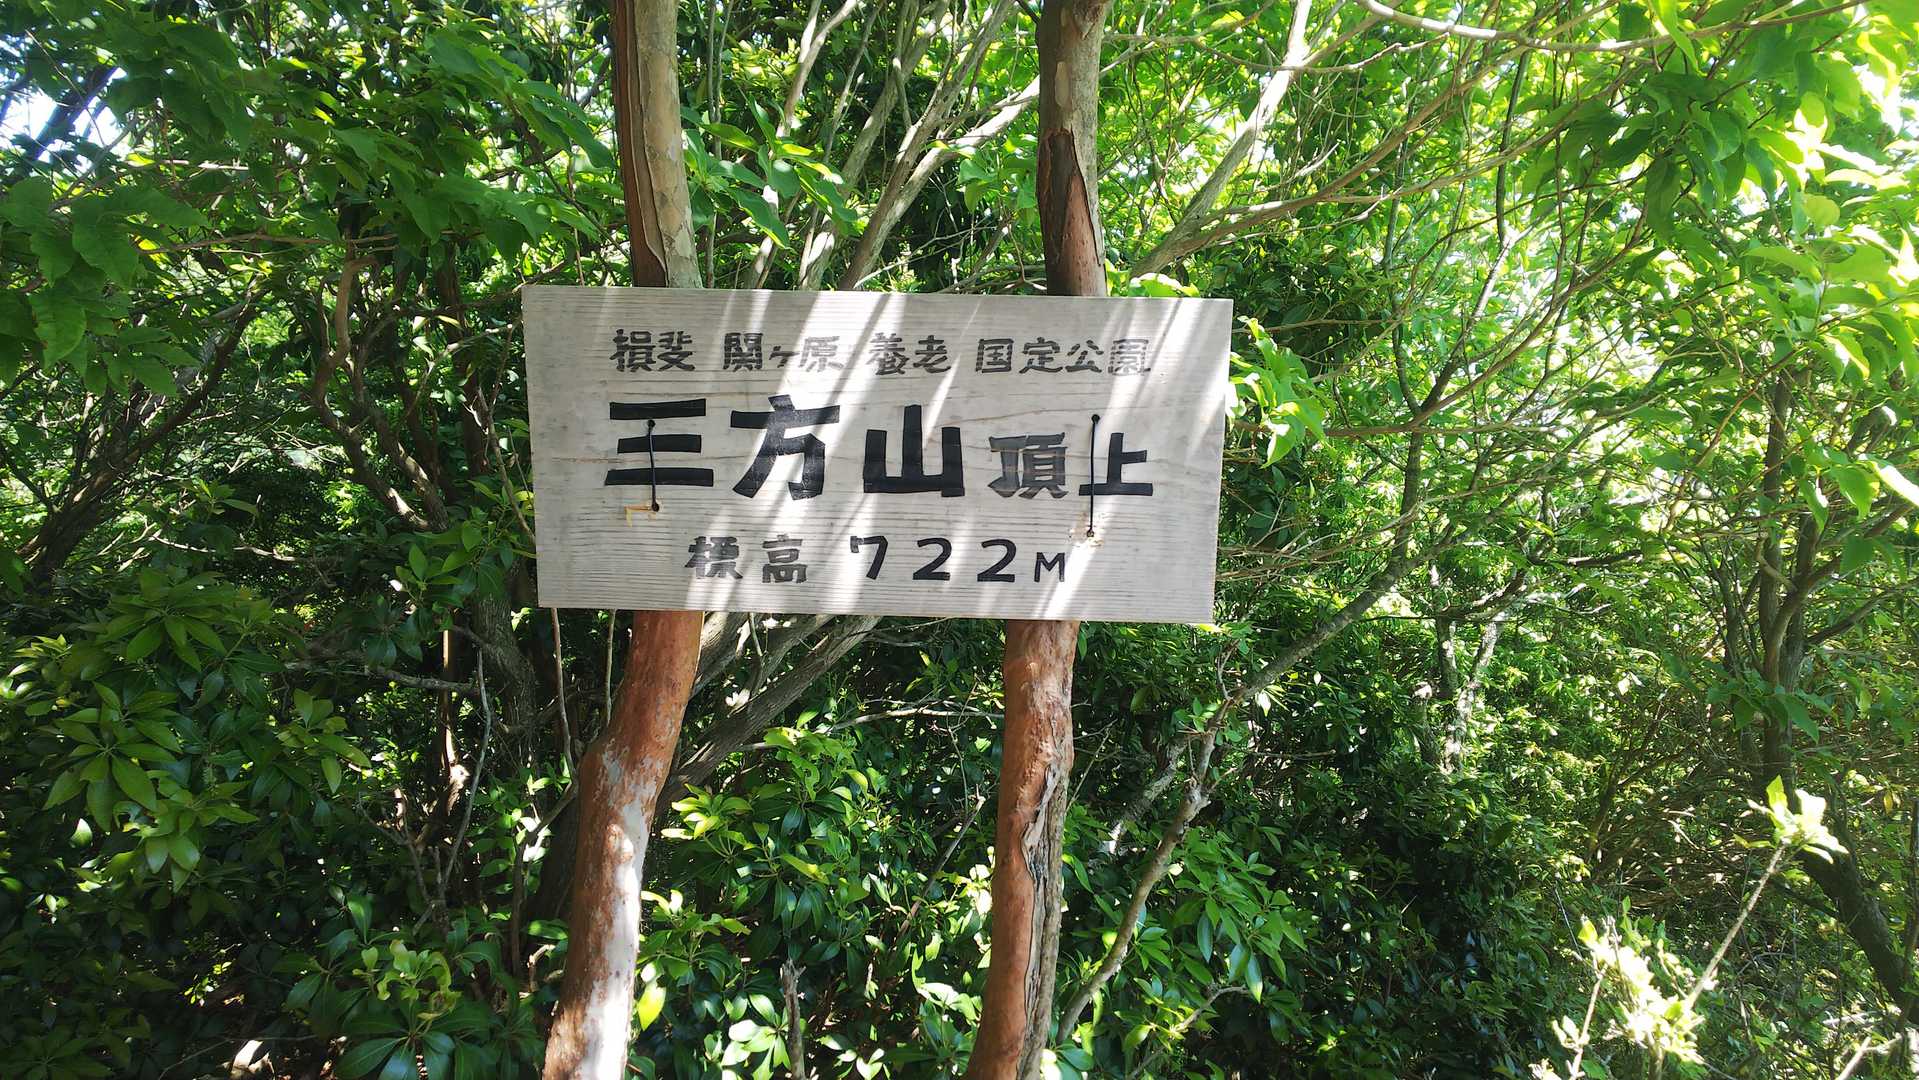 揖斐 関ヶ原 養老 国定公園
三方山 頂上
標高 722M